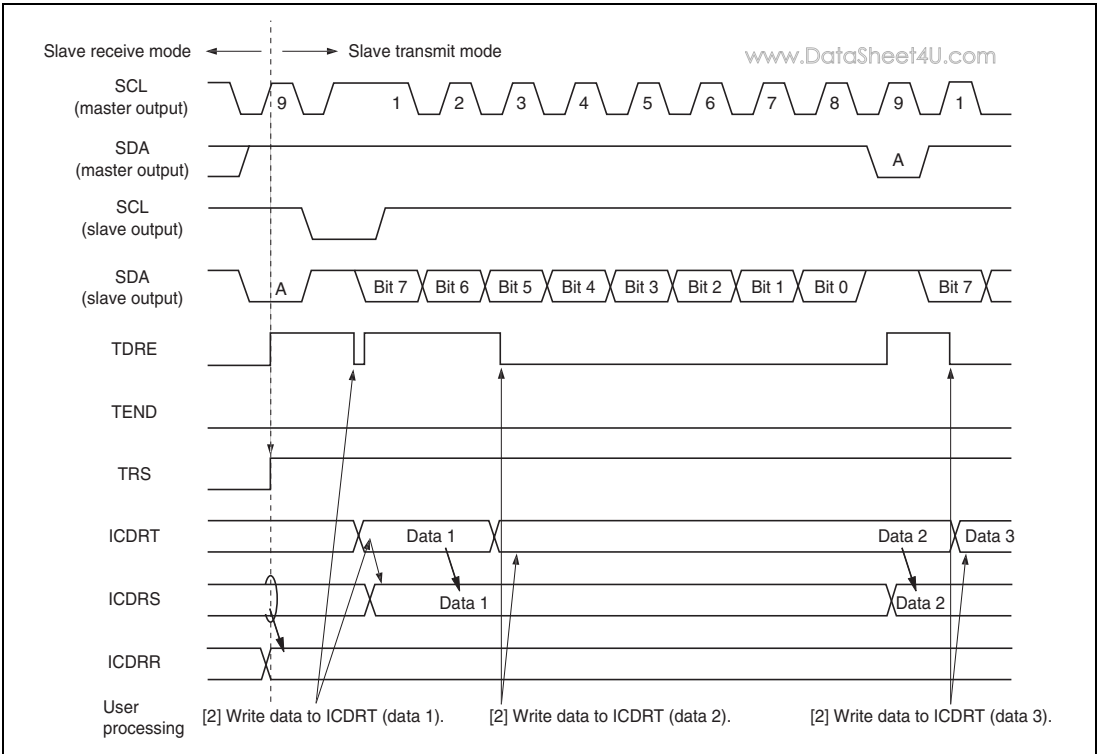 Slave receive mode
Slave transmit mode
www.DataSheet4U.com
SCL
(master output)
9 1 2 3 4 5 6 7 8 9 1
SDA
(master output)
A
SCL
(slave output)
SDA
(slave output)
A Bit 7 Bit 6 Bit 5 Bit 4 Bit 3 Bit 2 Bit 1 Bit 0 Bit 7
TDRE
TEND
TRS
ICDRT
Data 1 Data 2 Data 3
ICDRS
Data 1 Data 2
ICDRR
User
processing
[2] Write data to ICDRT (data 1). [2] Write data to ICDRT (data 2). [2] Write data to ICDRT (data 3).